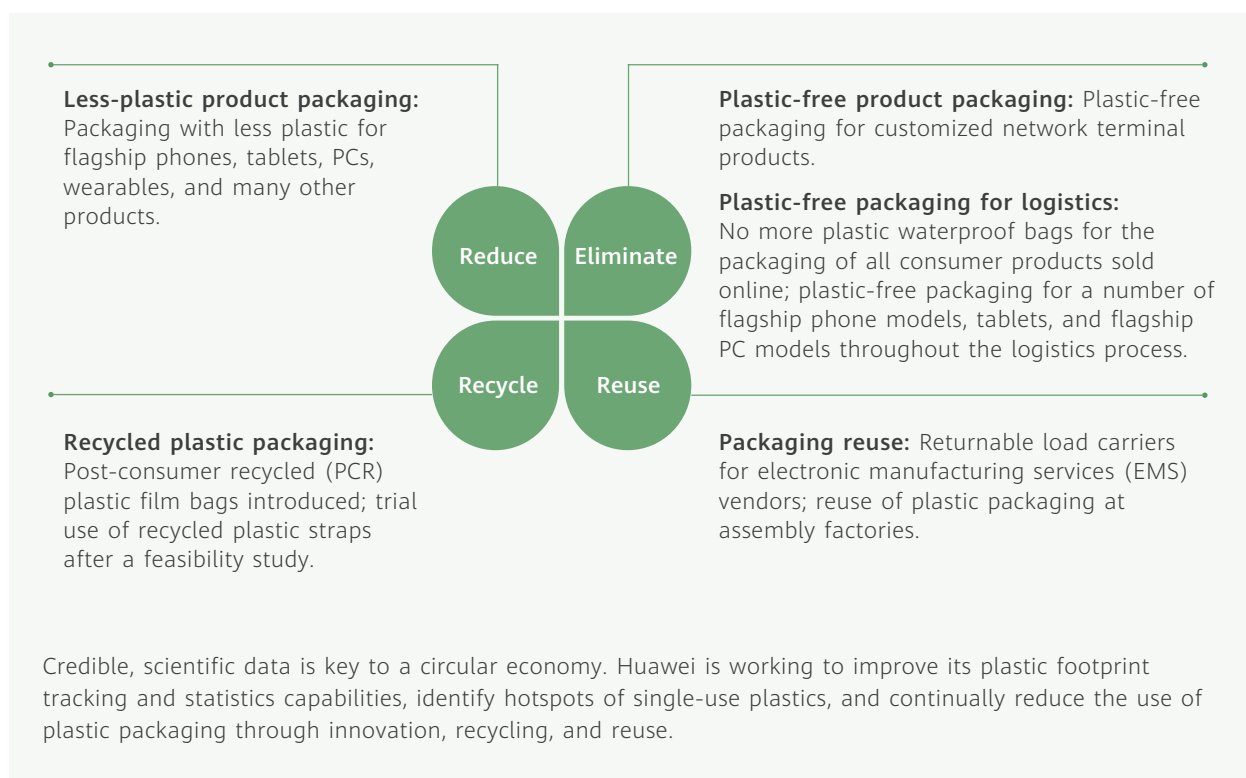 Less-plastic product packaging:
Packaging with less plastic for
flagship phones, tablets, PCs,
wearables, and many other
products.
Plastic-free product packaging: Plastic-free
packaging for customized network terminal
products.
Plastic-free packaging for logistics:
No more plastic waterproof bags for the
packaging of all consumer products sold
online; plastic-free packaging for a number of
flagship phone models, tablets, and flagship
PC models throughout the logistics process.
Reduce
Eliminate
Recycle
Reuse
Recycled plastic packaging:
Post-consumer recycled (PCR)
plastic film bags introduced; trial
use of recycled plastic straps
after a feasibility study.
Packaging reuse: Returnable load carriers
for electronic manufacturing services (EMS)
vendors; reuse of plastic packaging at
assembly factories.
Credible, scientific data is key to a circular economy. Huawei is working to improve its plastic footprint
tracking and statistics capabilities, identify hotspots of single-use plastics, and continually reduce the use of
plastic packaging through innovation, recycling, and reuse.